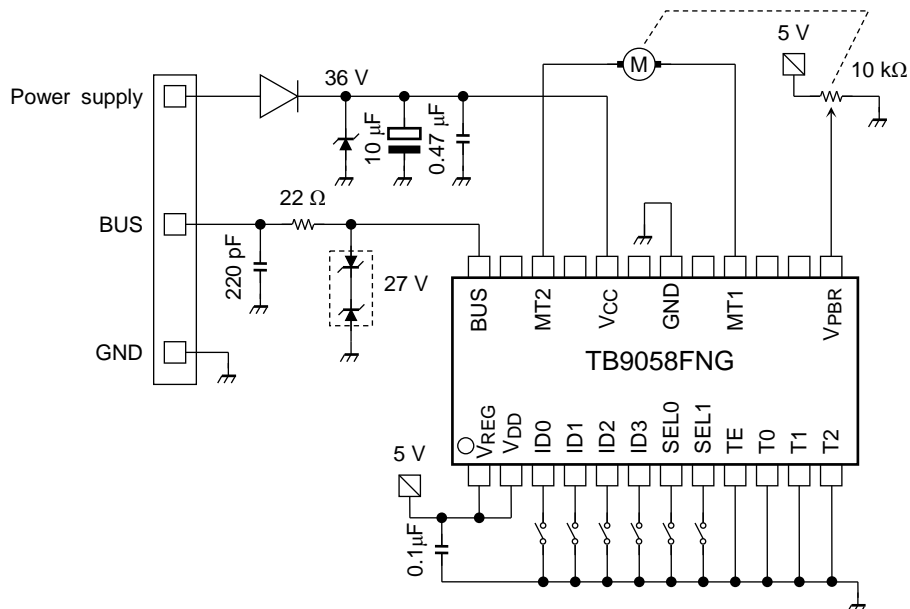 5 V
M
10 kΩ
Power supply
36 V
10 μF
0.47 μF
BUS
22 Ω
220 pF
27 V
GND
BUS
MT2
VCC
GND
MT1
VPBR
TB9058FNG
VREG
VDD
ID0
ID1
ID2
ID3
SEL0
SEL1
TE
T0
T1
T2
5 V
0.1μF